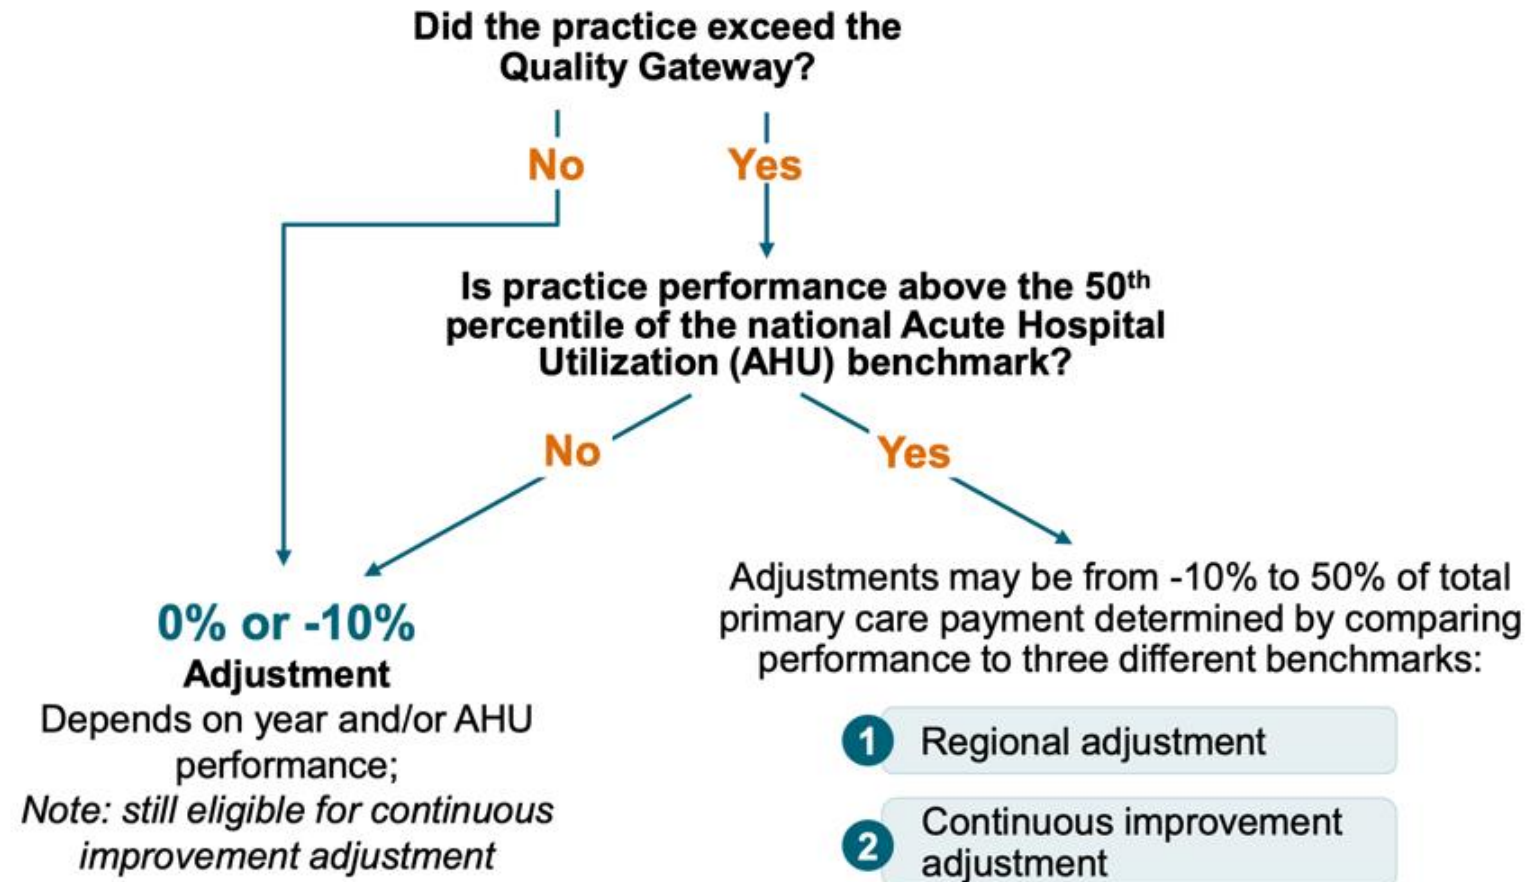 Did the practice exceed the
Quality Gateway?
No
Yes
Is practice performance above the 50th
percentile of the national Acute Hospital
Utilization (AHU) benchmark?
No
Yes
0% or -10%
Adjustment
Depends on year and/or AHU
performance;
Note: still eligible for continuous
improvement adjustment
Adjustments may be from -10% to 50% of total
primary care payment determined by comparing
performance to three different benchmarks:
1 Regional adjustment
2 Continuous improvement
adjustment